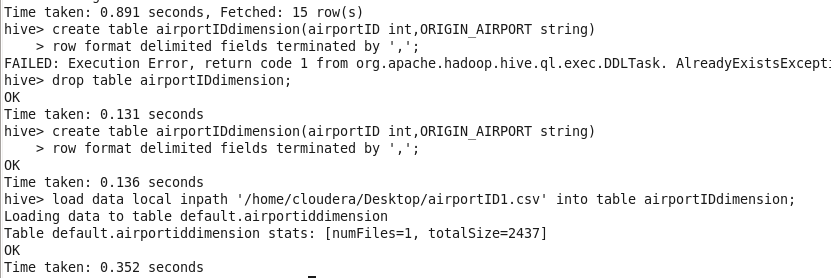 Time taken: 0.891 seconds, Fetched: 15 row(s)
hive> create table airportIDdimension(airportID int,ORIGIN_AIRPORT string)
    > row format delimited fields terminated by ',';
FAILED: Execution Error, return code 1 from org.apache.hadoop.hive.ql.exec.DDLTask. AlreadyExistsExcepti
hive> drop table airportIDdimension;
OK
Time taken: 0.131 seconds
hive> create table airportIDdimension(airportID int,ORIGIN_AIRPORT string)
    > row format delimited fields terminated by ',';
OK
Time taken: 0.136 seconds
hive> load data local inpath '/home/cloudera/Desktop/airportID1.csv' into table airportIDdimension;
Loading data to table default.airportiddimension
Table default.airportiddimension stats: [numFiles=1, totalSize=2437]
OK
Time taken: 0.352 seconds